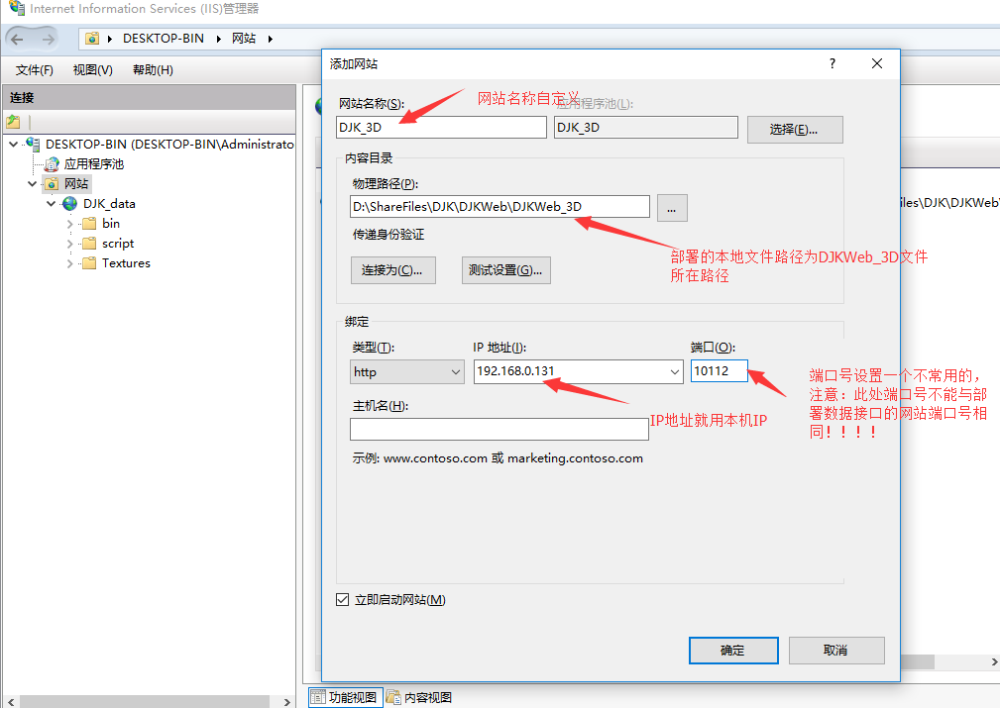 Internet Information Services (IIS)管理器
DESKTOP-BIN 网站
文件(F) 视图(V) 帮助(H)
连接
DESKTOP-BIN (DESKTOP-BIN\Administrato
应用程序池
网站
DJK_data
bin
script
Textures
添加网站
?
网站名称(S):
网站名称自定义
应用程序池(L):
DJK_3D
DJK_3D
选择(E)...
内容目录
物理路径(P):
D:\ShareFiles\DJK\DJKWeb\DJKWeb_3D
...
iles\DJK\DJKWeb\
传递身份验证
部署的本地文件路径为DJKWeb_3D文件
所在路径
连接为(C)...
测试设置(G)...
绑定
类型(T):
IP 地址(I):
端口(O):
http
192.168.0.131
10112
端口号设置一个不常用的，
注意：此处端口号不能与部
署数据接口的网站端口号相
同！！！！
主机名(H):
IP地址就用本机IP
示例: www.contoso.com 或 marketing.contoso.com
立即启动网站(M)
确定
取消
功能视图
内容视图